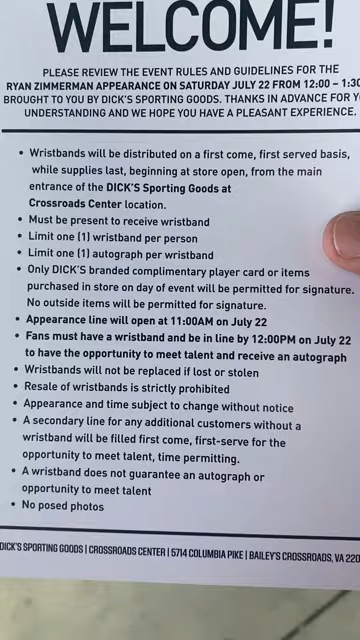 WELCOME!
PLEASE REVIEW THE EVENT RULES AND GUIDELINES FOR THE
RYAN ZIMMERMAN APPEARANCE ON SATURDAY JULY 22 FROM 12:00 – 1:30
BROUGHT TO YOU BY DICK'S SPORTING GOODS. THANKS IN ADVANCE FOR
UNDERSTANDING AND WE HOPE YOU HAVE A PLEASANT EXPERIENCE.
• Wristbands will be distributed on a first come, first served basis,
while supplies last, beginning at store open, from the main
entrance of the DICK'S Sporting Goods at
Crossroads Center location.
• Must be present to receive wristband
• Limit one (1) wristband per person
• Limit one (1) autograph per wristband
• Only DICK'S branded complimentary player card or items
purchased in store on day of event will be permitted for signature.
No outside items will be permitted for signature.
• Appearance line will open at 11:00AM on July 22
• Fans must have a wristband and be in line by 12:00PM on July 22
to have the opportunity to meet talent and receive an autograph
• Wristbands will not be replaced if lost or stolen
• Resale of wristbands is strictly prohibited
• Appearance and time subject to change without notice
• A secondary line for any additional customers without a
wristband will be filled first come, first-serve for the
opportunity to meet talent, time permitting.
• A wristband does not guarantee an autograph or
opportunity to meet talent
• No posed photos
DICK'S SPORTING GOODS | CROSSROADS CENTER | 5714 COLUMBIA PIKE | BAILEY'S CROSSROADS, VA 220